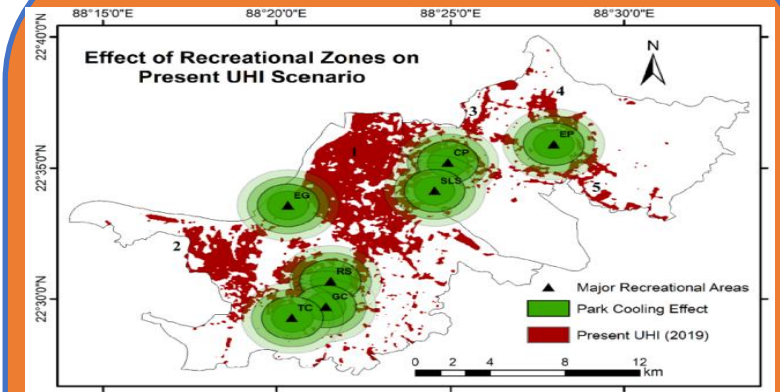 88°15'0"E 88°20'0"E 88°25'0"E 88°30'0"E
22°40'0"N
22°35'0"N
22°30'0"N
Effect of Recreational Zones on
Present UHI Scenario
N
4
3
EP
1
CP
5
SLS
EG
2
RS
GC
TC
Major Recreational Areas
Park Cooling Effect
Present UHI (2019)
0 2 4 8 12
km